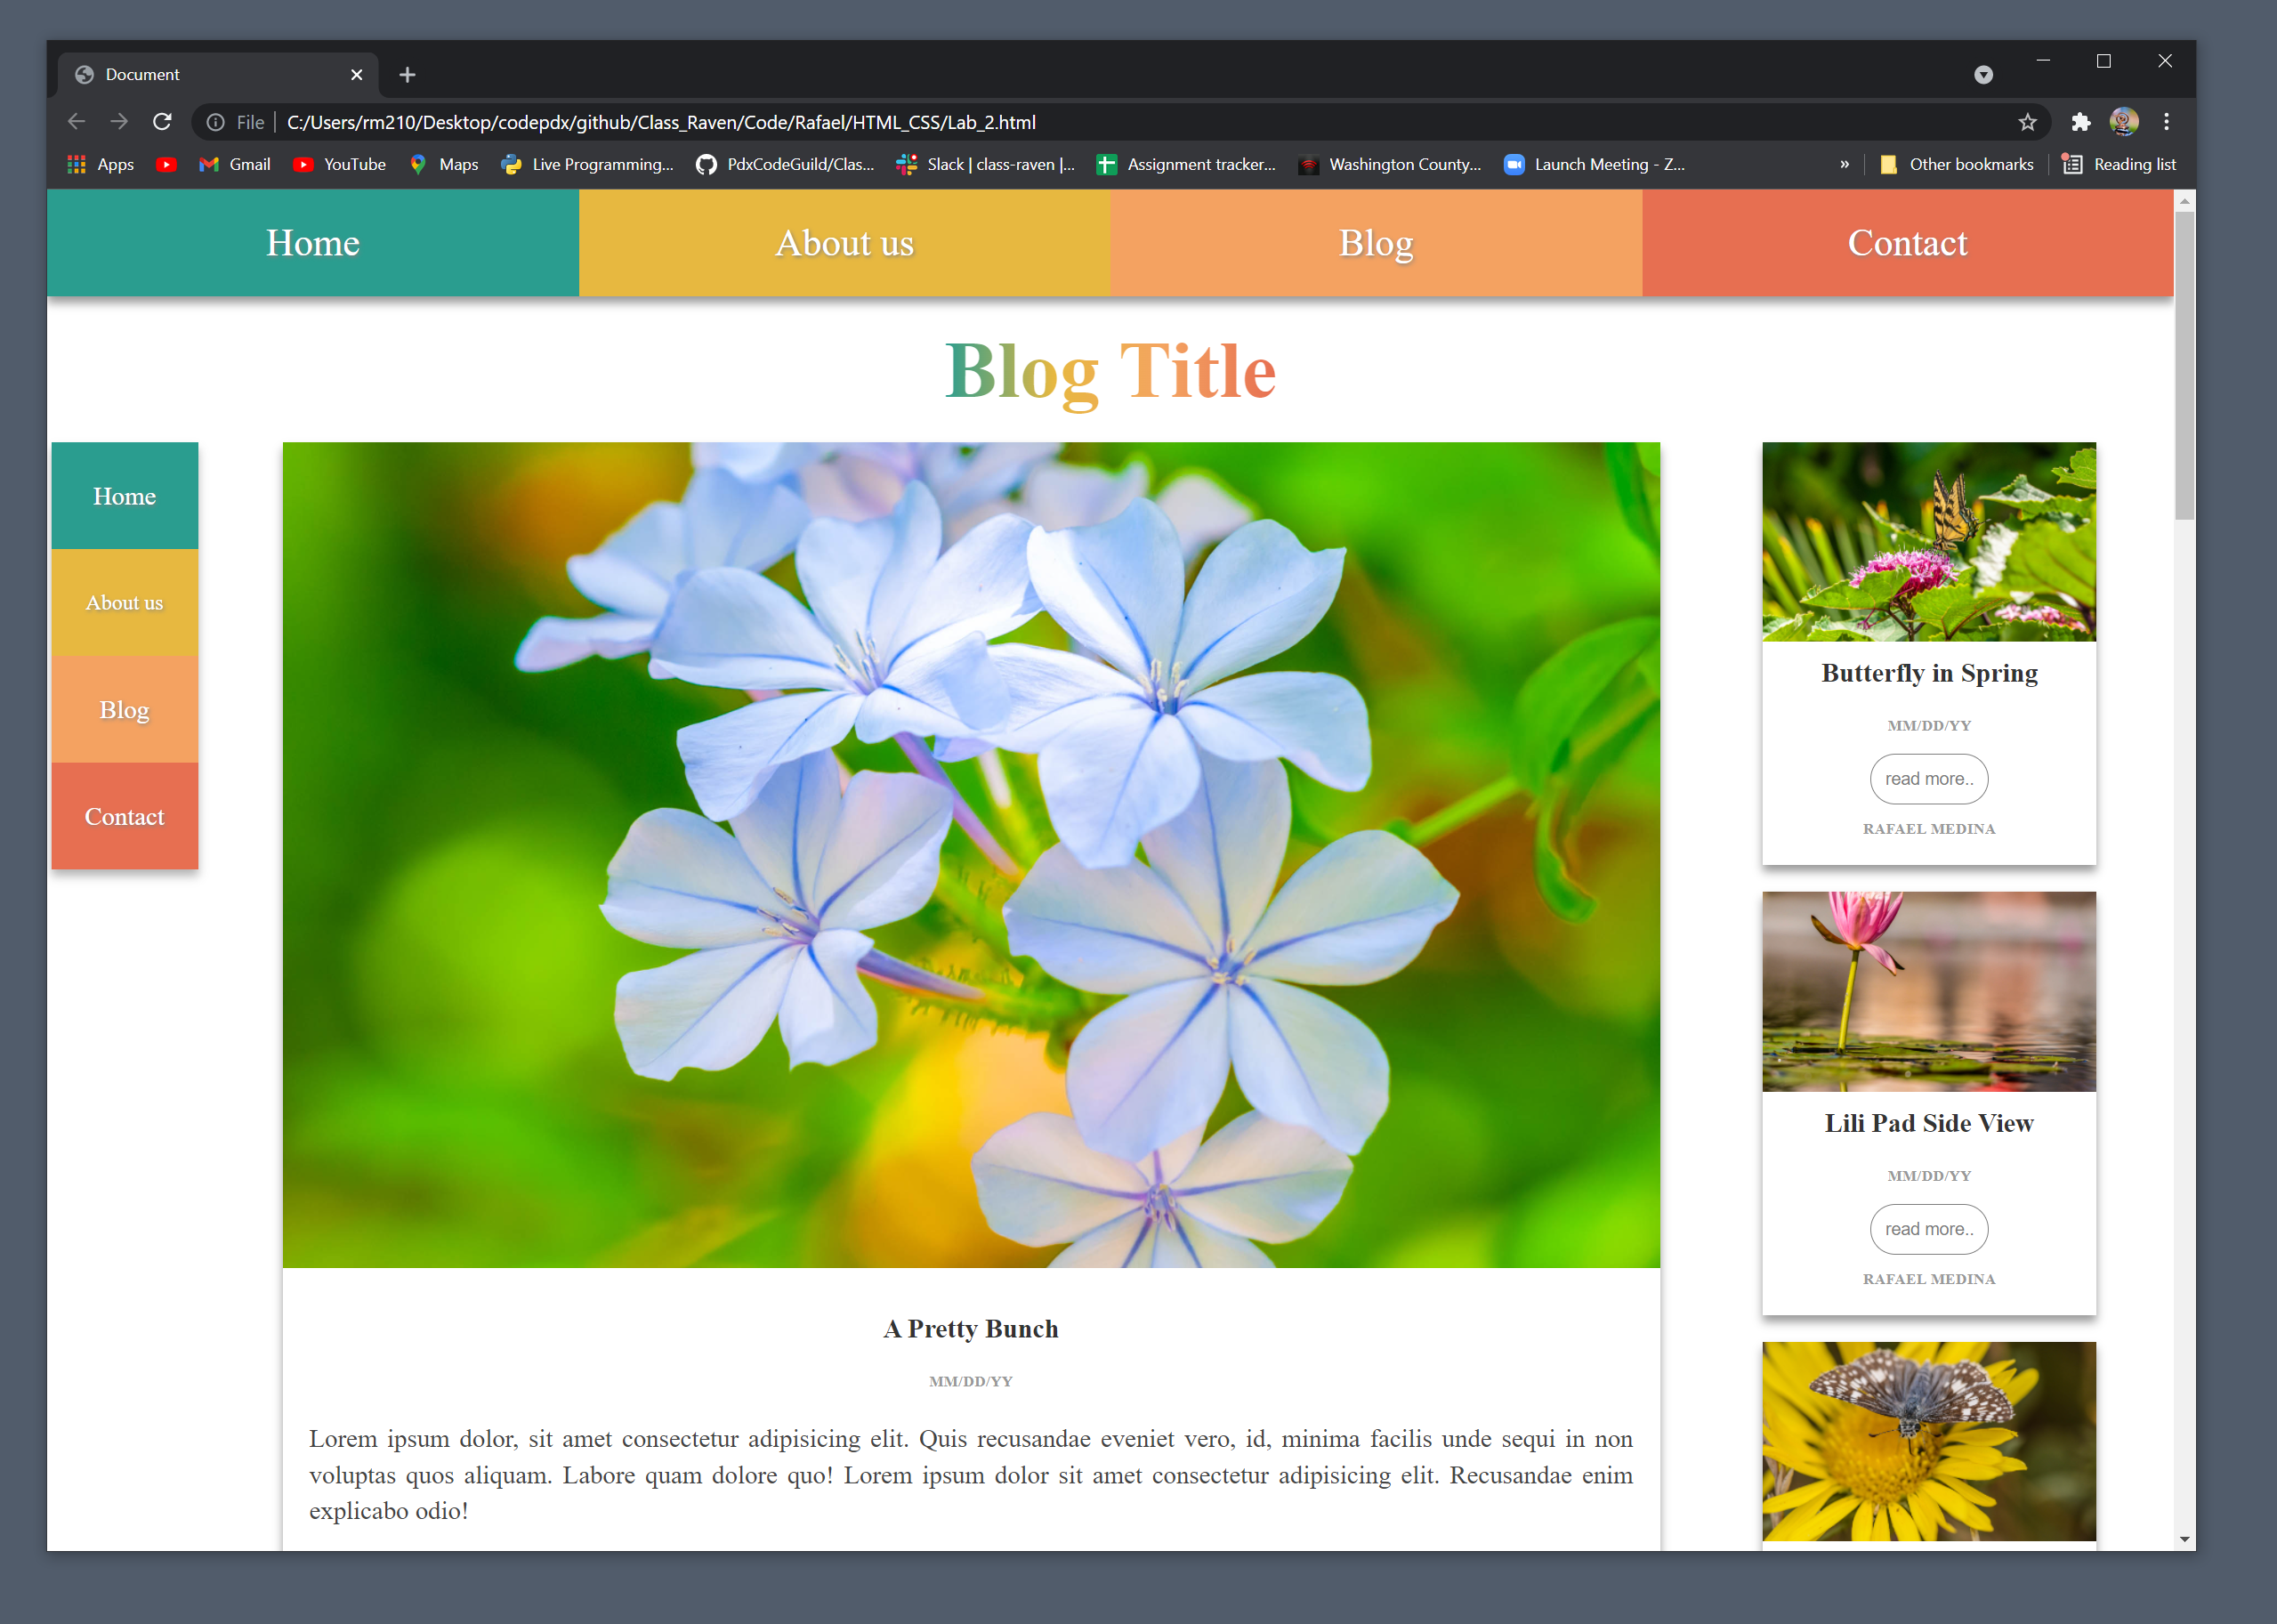 Document
File C:/Users/rm210/Desktop/codepdx/github/Class_Raven/Code/Rafael/HTML_CSS/Lab_2.html
Apps Gmail YouTube Maps Live Programming... PdxCodeGuild/Clas... Slack | class-raven |... Assignment tracker... Washington County... Launch Meeting - Z... » Other bookmarks Reading list
Home About us Blog Contact
Blog Title
Home
About us
Blog
Contact
A Pretty Bunch
MM/DD/YY
Lorem ipsum dolor, sit amet consectetur adipisicing elit. Quis recusandae eveniet vero, id, minima facilis unde sequi in non
voluptas quos aliquam. Labore quam dolore quo! Lorem ipsum dolor sit amet consectetur adipisicing elit. Recusandae enim
explicabo odio!
Butterfly in Spring
MM/DD/YY
read more..
RAFAEL MEDINA
Lili Pad Side View
MM/DD/YY
read more..
RAFAEL MEDINA